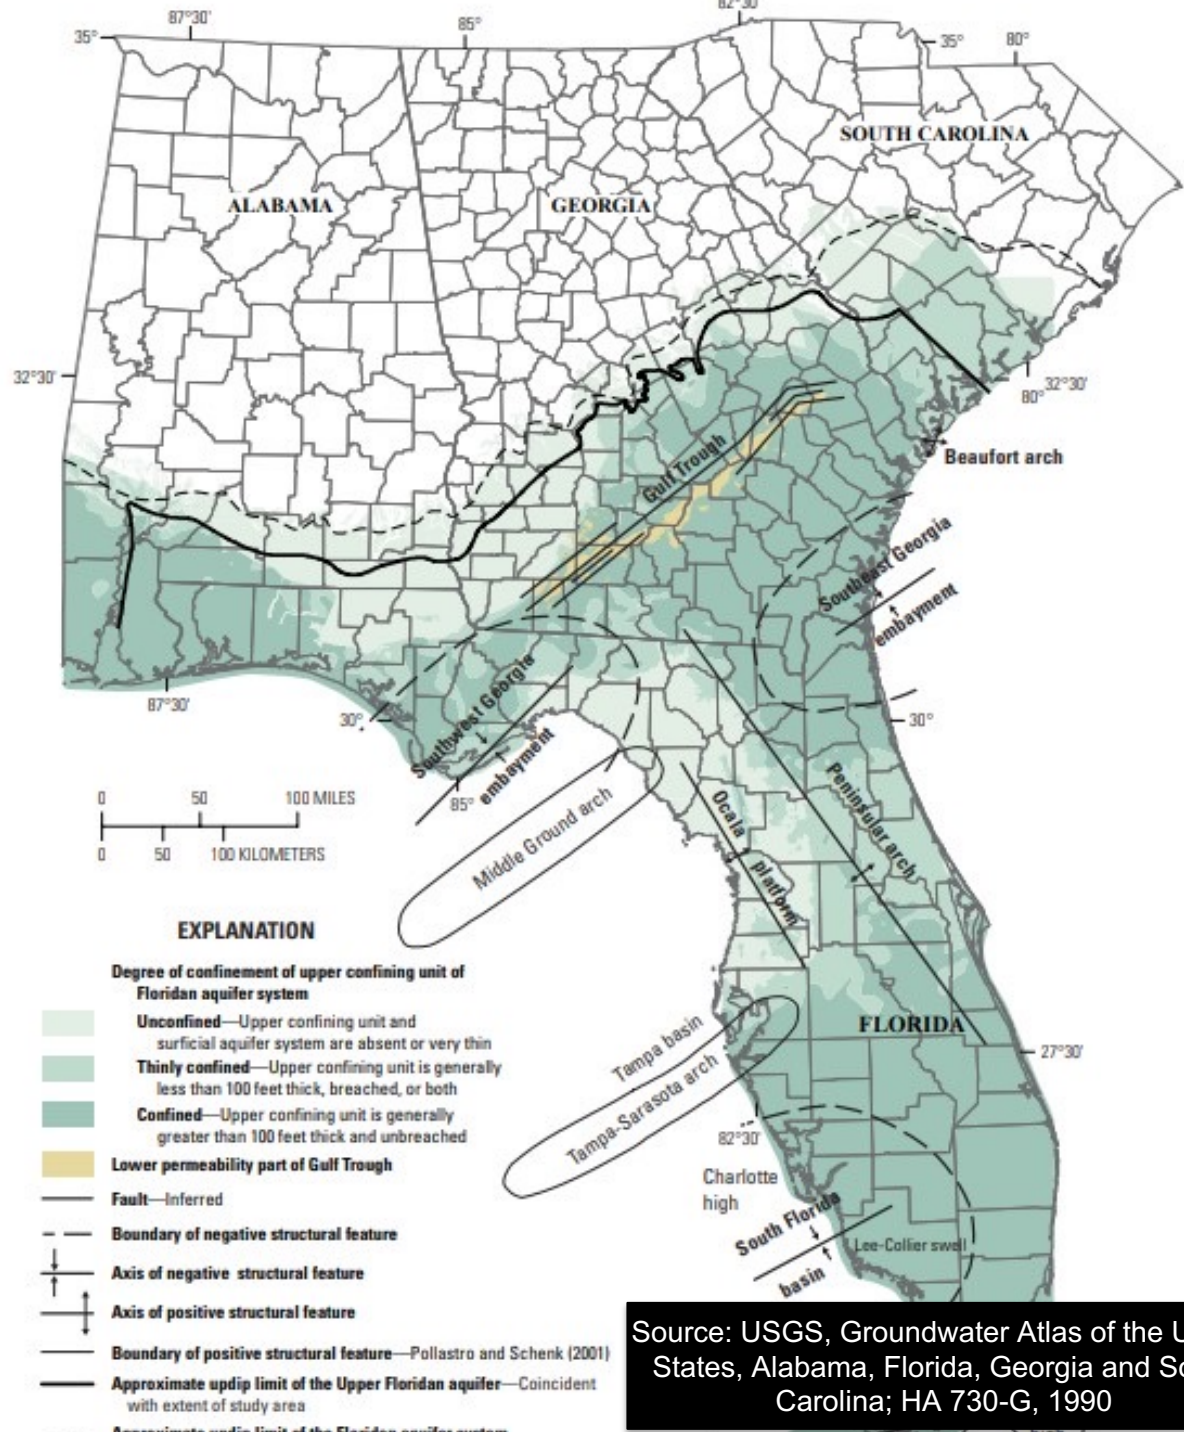 87°30'
85°
82°30'
35°
35°
80°
SOUTH CAROLINA
ALABAMA
GEORGIA
32°30'
32°30'
80°
Beaufort arch
Gulf Trough
Southeast Georgia
embayment
87°30'
30°
30°
Southwest Georgia
embayment
85°
0 50 100 MILES
0 50 100 KILOMETERS
Middle Ground arch
Ocala
platform
Peninsular arch
FLORIDA
27°30'
Tampa basin
Tampa-Sarasota arch
82°30'
Charlotte
high
South Florida
basin
Lee-Collier swell
EXPLANATION
Degree of confinement of upper confining unit of
Floridan aquifer system
Unconfined—Upper confining unit and
surficial aquifer system are absent or very thin
Thinly confined—Upper confining unit is generally
less than 100 feet thick, breached, or both
Confined—Upper confining unit is generally
greater than 100 feet thick and unbreached
Lower permeability part of Gulf Trough
Fault—Inferred
Boundary of negative structural feature
Axis of negative structural feature
Axis of positive structural feature
Boundary of positive structural feature—Pollastro and Schenk (2001)
Approximate updip limit of the Upper Floridan aquifer—Coincident
with extent of study area
Approximate updip limit of the Floridan aquifer system
Source: USGS, Groundwater Atlas of the
States, Alabama, Florida, Georgia and
Carolina; HA 730-G, 1990